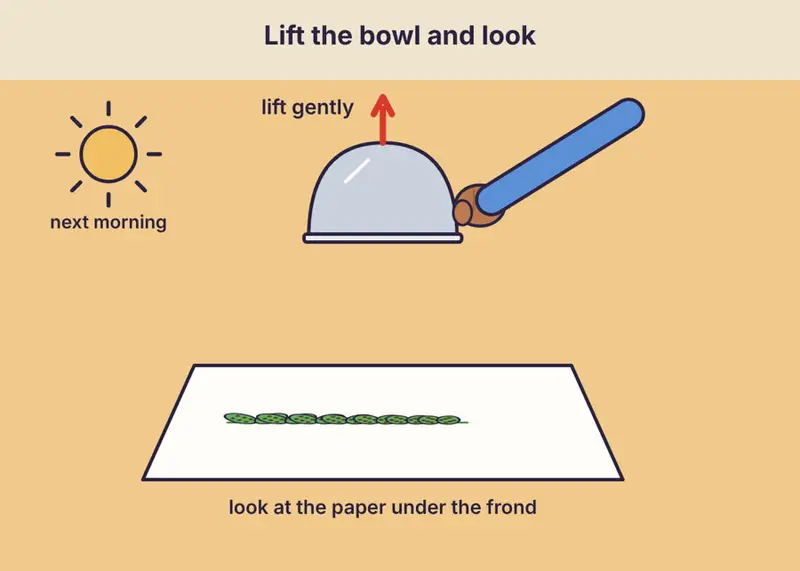 Lift the bowl and look
lift gently
next morning
look at the paper under the frond